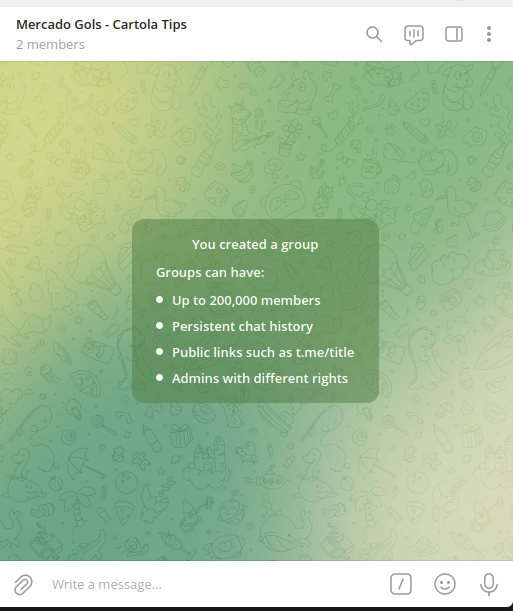 Mercado Gols - Cartola Tips
2 members
You created a group
Groups can have:
Up to 200,000 members
Persistent chat history
Public links such as t.me/title
Admins with different rights
Write a message...